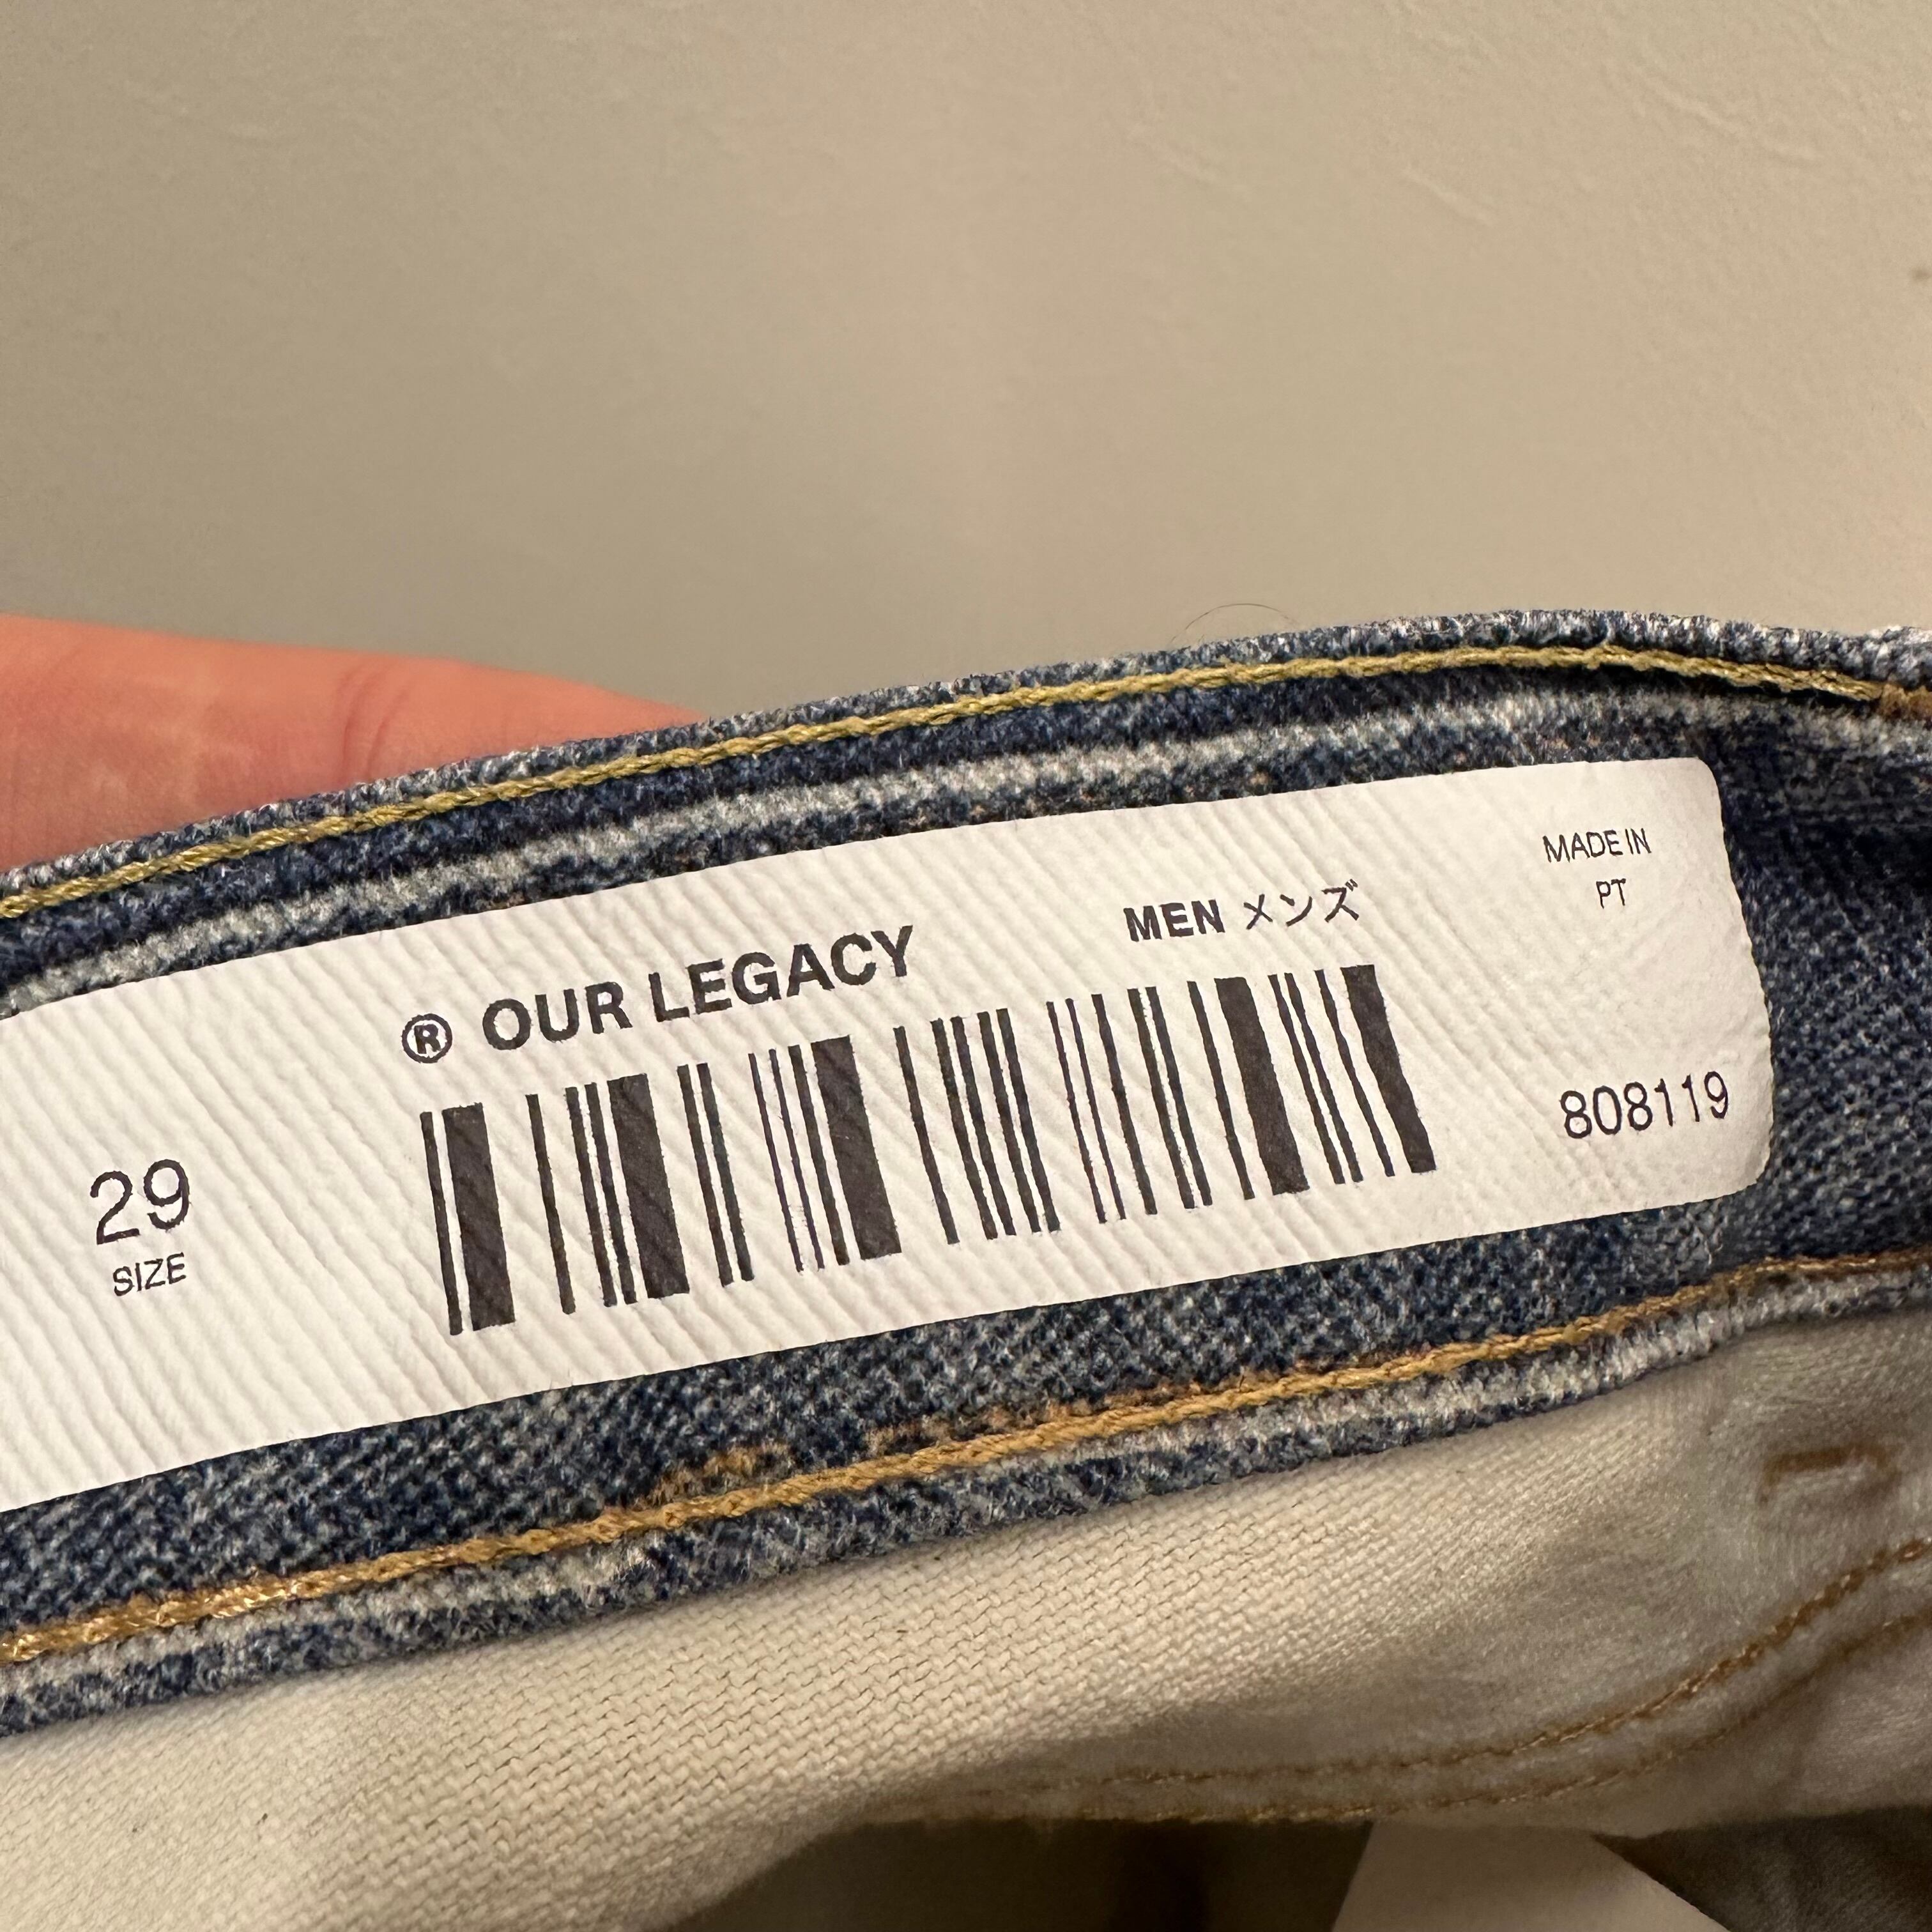 29
SIZE
® OUR LEGACY
MEN メンズ
MADE IN
PT
808119